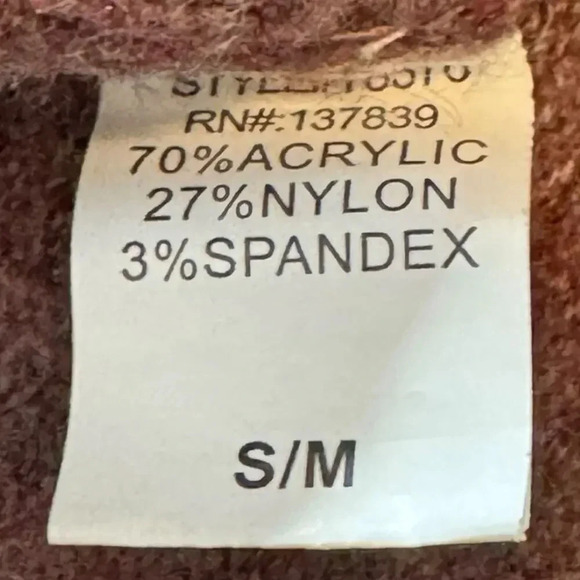 RN#:137839
70%ACRYLIC
27%NYLON
3%SPANDEX
S/M